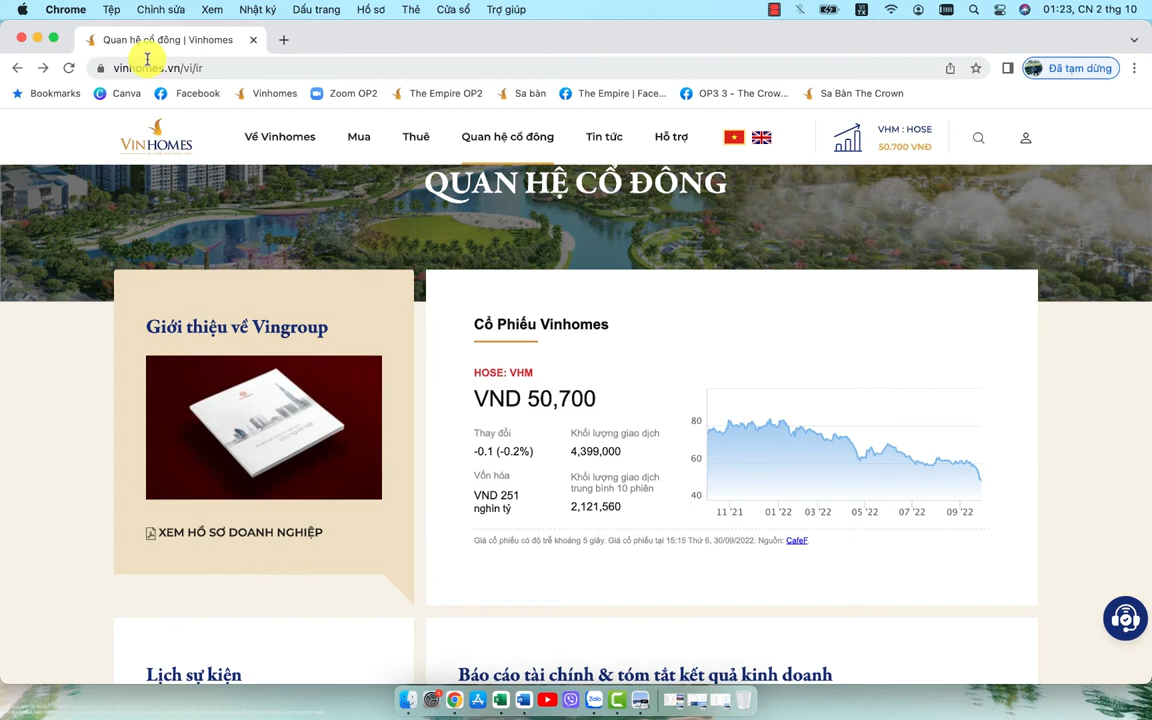 Chrome Tệp Chỉnh sửa Xem Nhật ký Dấu trang Hồ sơ Thẻ Cửa sổ Trợ giúp VI TX 01:23, CN 2 thg 10
Quan hệ cổ đông | Vinhomes
vinhomes.vn/vi/ir Đã tạm dừng
Bookmarks Canva Facebook Vinhomes Zoom OP2 The Empire OP2 Sa bàn The Empire | Face... OP3 3 - The Crow... Sa Bàn The Crown
VINHOMES Về Vinhomes Mua Thuê Quan hệ cổ đông Tin tức Hỗ trợ VHM : HOSE
50.700 VNĐ
QUAN HỆ CỔ ĐÔNG
Giới thiệu về Vingroup
XEM HỒ SƠ DOANH NGHIỆP
Cổ Phiếu Vinhomes
HOSE: VHM
VND 50,700
Thay đổi Khối lượng giao dịch
-0.1 (-0.2%) 4,399,000
Vốn hóa Khối lượng giao dịch
trung bình 10 phiên
VND 251
nghìn tỷ 2,121,560
80
60
40
11 '21 01 '22 03 '22 05 '22 07 '22 09 '22
Giá cổ phiếu có độ trễ khoảng 5 giây. Giá cổ phiếu tại 15:15 Thứ 6, 30/09/2022. Nguồn: CafeF.
Lịch sự kiện
Báo cáo tài chính & tóm tắt kết quả kinh doanh
Zalo